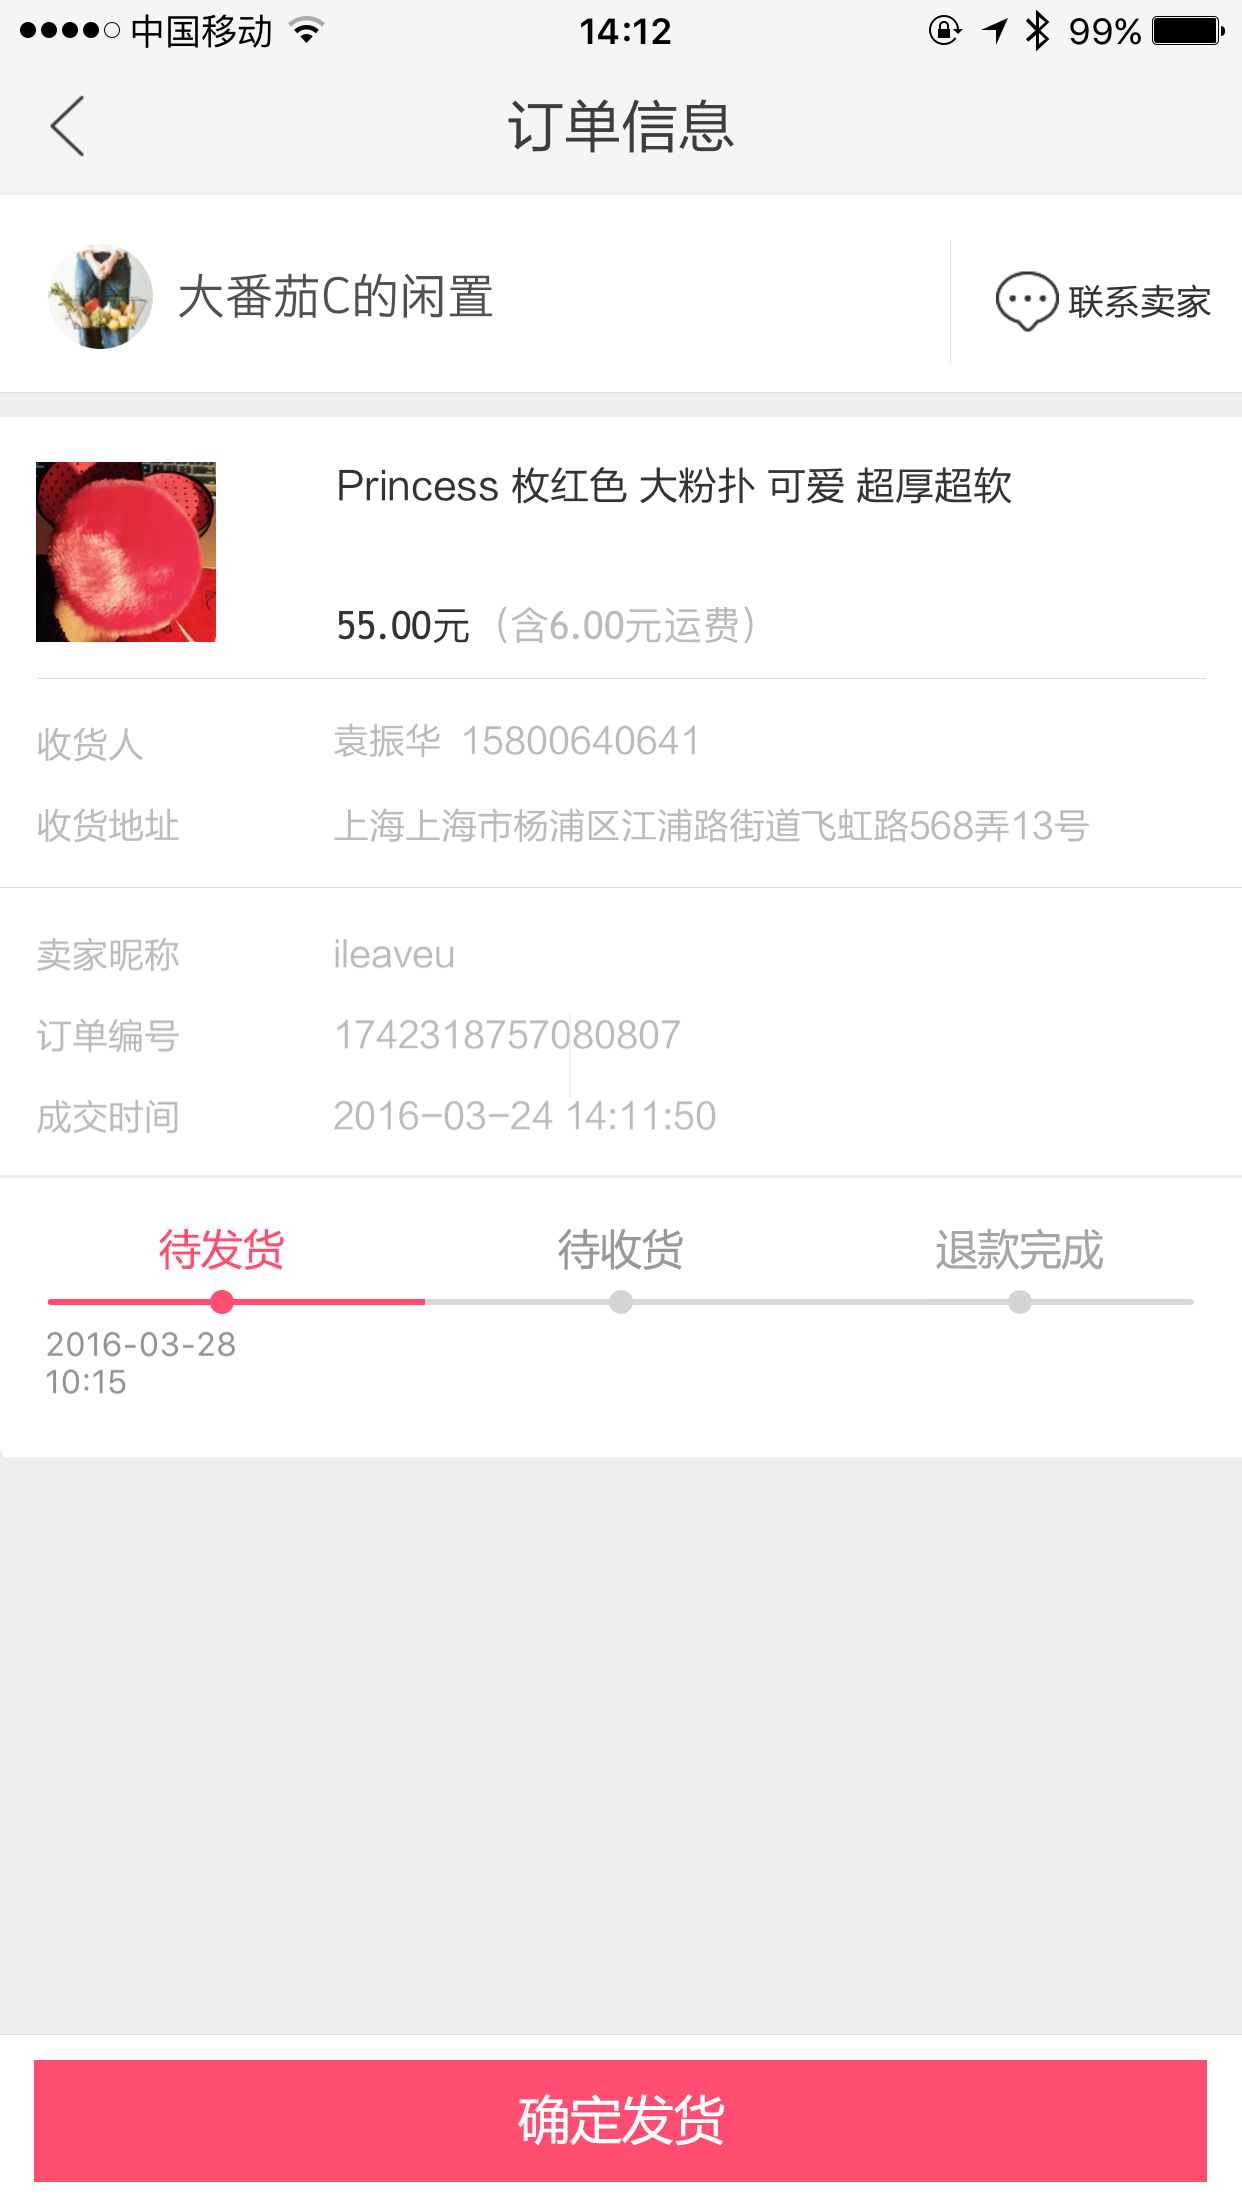 中国移动 14:12 99%
订单信息
大番茄C的闲置 联系卖家
Princess 枚红色 大粉扑 可爱 超厚超软
55.00元（含6.00元运费）
收货人 袁振华 15800640641
收货地址 上海上海市杨浦区江浦路街道飞虹路568弄13号
卖家昵称 ileaveu
订单编号 1742318757080807
成交时间 2016-03-24 14:11:50
待发货 待收货 退款完成
2016-03-28
10:15
确定发货